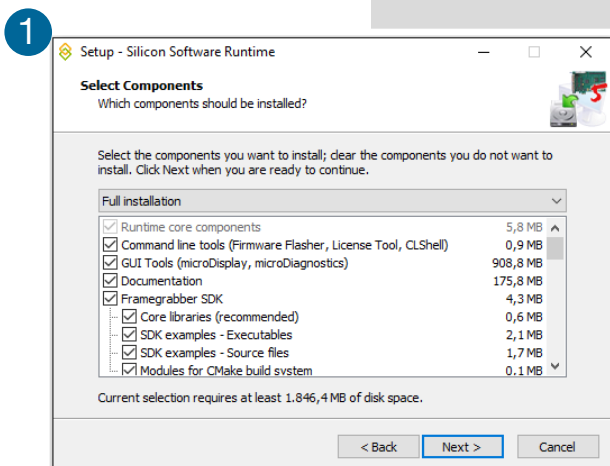 1
Setup - Silicon Software Runtime
Select Components
Which components should be installed?
Select the components you want to install; clear the components you do not want to
install. Click Next when you are ready to continue.
Full installation
Runtime core components 5,8 MB
Command line tools (Firmware Flasher, License Tool, CLShell) 0,9 MB
GUI Tools (microDisplay, microDiagnostics) 908,8 MB
Documentation 175,8 MB
Framegrabber SDK 4,3 MB
Core libraries (recommended) 0,6 MB
SDK examples - Executables 2,1 MB
SDK examples - Source files 1,7 MB
Modules for CMake build system 0,1 MB
Current selection requires at least 1.846,4 MB of disk space.
< Back Next > Cancel